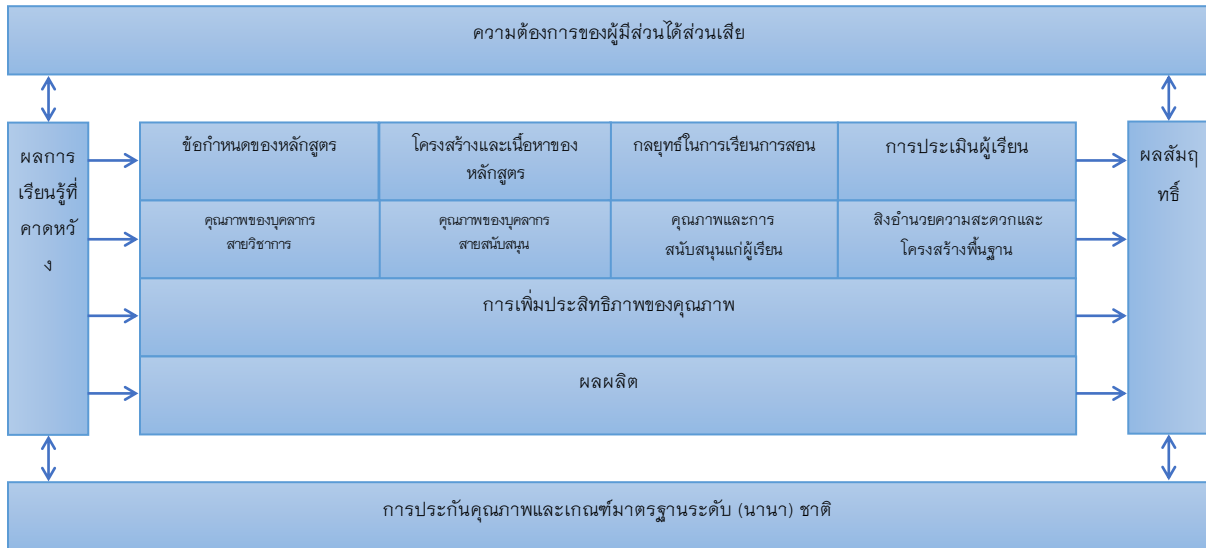 ความต้องการของผู้มีส่วนได้ส่วนเสีย
ผลการ
เรียนรู้ที่
คาดหวั
ง
ข้อกำหนดของหลักสูตร
โครงสร้างและเนื้อหาของ
หลักสูตร
กลยุทธ์ในการเรียนการสอน
การประเมินผู้เรียน
ผลสัมฤ
ทธิ์
คุณภาพของบุคลากร
สายวิชาการ
คุณภาพของบุคลากร
สายสนับสนุน
คุณภาพและการ
สนับสนุนแก่ผู้เรียน
สิงอำนวยความสะดวกและ
โครงสร้างพื้นฐาน
การเพิ่มประสิทธิภาพของคุณภาพ
ผลผลิต
การประกันคุณภาพและเกณฑ์มาตรฐานระดับ (นานา) ชาติ